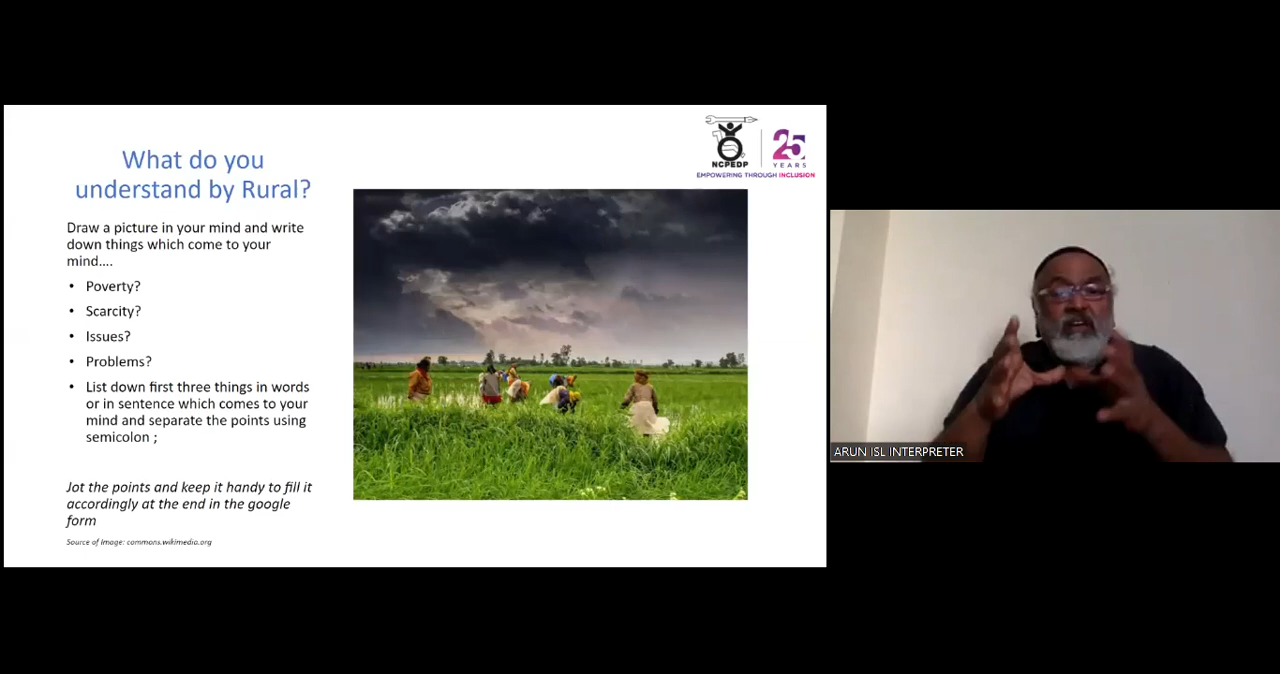 What do you
understand by Rural?
Draw a picture in your mind and write
down things which come to your
mind....
• Poverty?
• Scarcity?
• Issues?
• Problems?
• List down first three things in words
or in sentence which comes to your
mind and separate the points using
semicolon ;
Jot the points and keep it handy to fill it
accordingly at the end in the google
form
Source of Image: commons.wikimedia.org
NCPEDP
25
YEARS
EMPOWERING THROUGH INCLUSION
ARUN ISL INTERPRETER